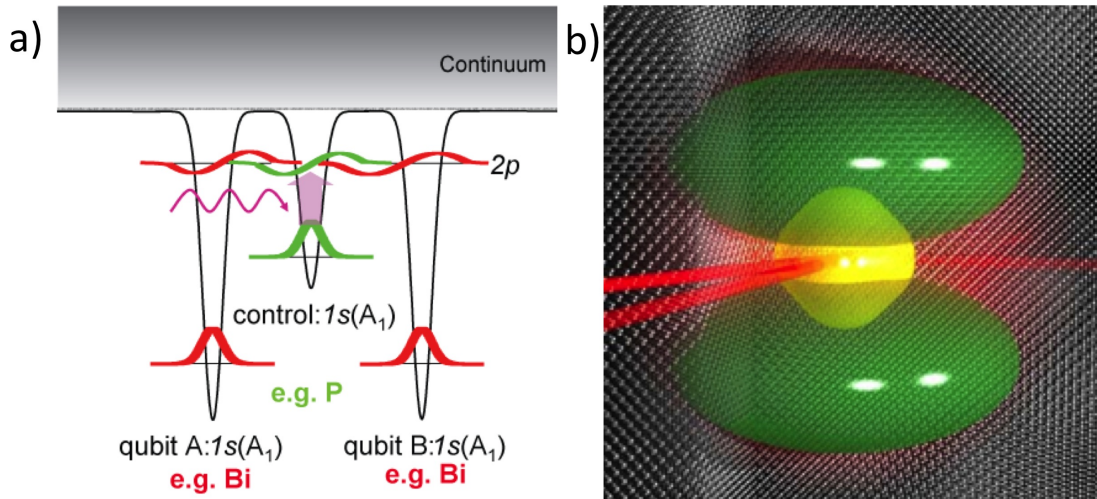 a)
b)
Continuum
2p
control:1s(A₁)
e.g. P
qubit A:1s(A₁)
qubit B:1s(A₁)
e.g. Bi
e.g. Bi